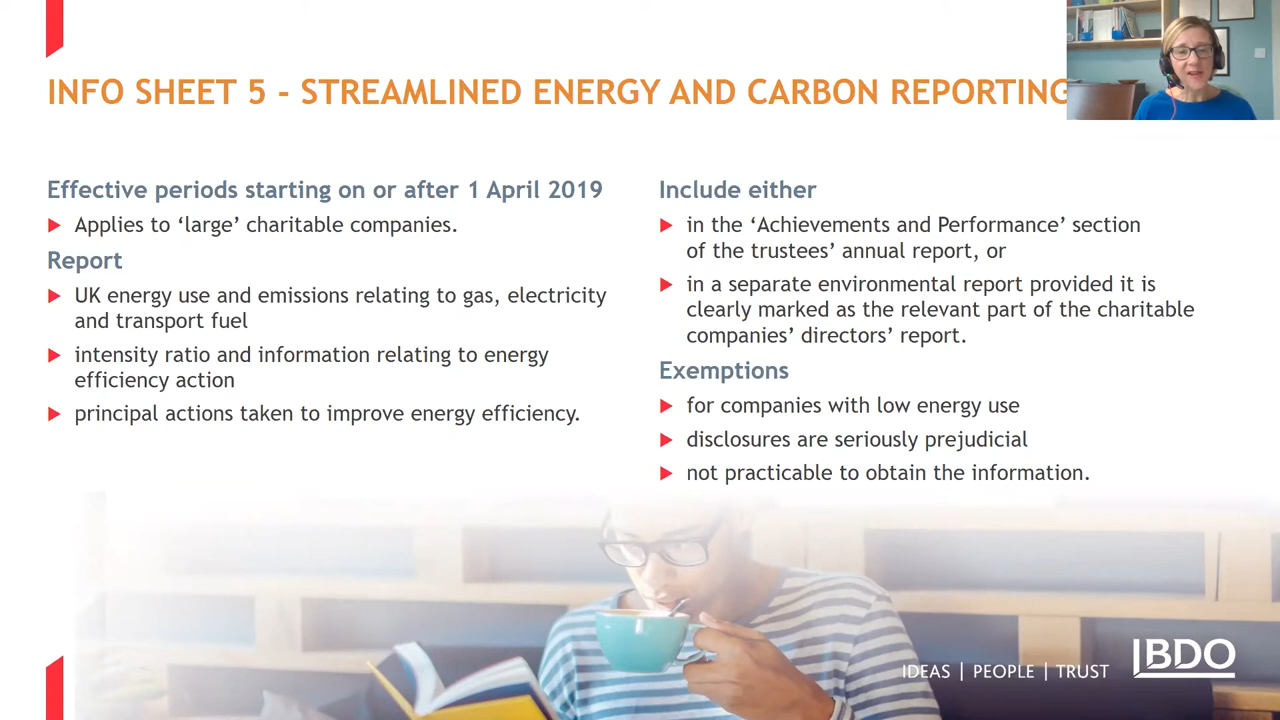 INFO SHEET 5 - STREAMLINED ENERGY AND CARBON REPORTING
Effective periods starting on or after 1 April 2019
Applies to ‘large’ charitable companies.
Report
UK energy use and emissions relating to gas, electricity
and transport fuel
intensity ratio and information relating to energy
efficiency action
principal actions taken to improve energy efficiency.
Include either
in the ‘Achievements and Performance’ section
of the trustees’ annual report, or
in a separate environmental report provided it is
clearly marked as the relevant part of the charitable
companies’ directors’ report.
Exemptions
for companies with low energy use
disclosures are seriously prejudicial
not practicable to obtain the information.
IDEAS | PEOPLE | TRUST
BDO